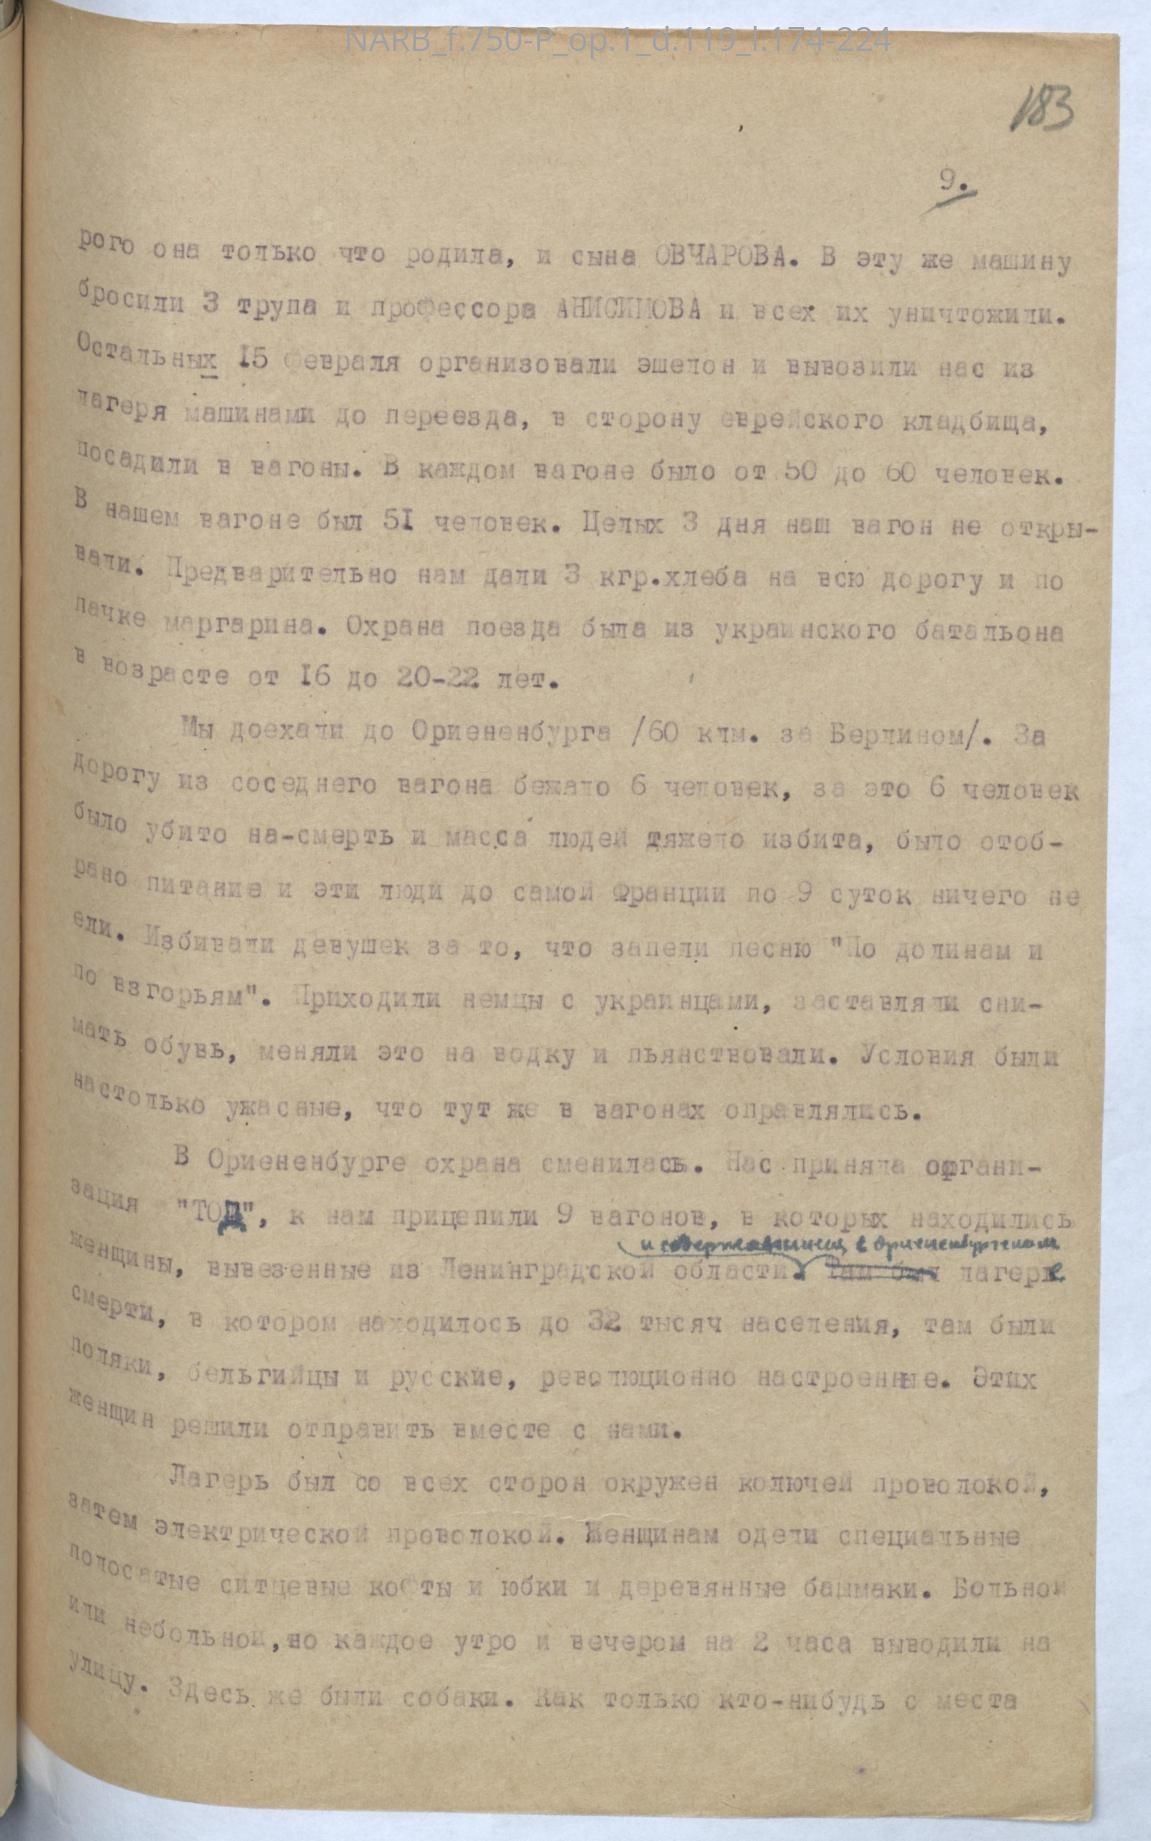 NARB_f.750-P_op.1_d.119_l.174-224
183
9.
рого она только что родила, и сына ОВЧАРОВА. В эту же машину
бросили 3 трупа и профессора АНИСИМОВА и всех их уничтожили.
Остальных 15 февраля организовали эшелон и вывозили нас из
лагеря машинами до переезда, в сторону еврейского кладбища,
посадили в вагоны. В каждом вагоне было от 50 до 60 человек.
В нашем вагоне был 51 человек. Целых 3 дня наш вагон не откры-
вали. Предварительно нам дали 3 кгр.хлеба на всю дорогу и по
пачке маргарина. Охрана поезда была из украинского батальона
в возрасте от 16 до 20-22 лет.
Мы доехали до Ориененбурга /60 клм. за Берлином/. За
дорогу из соседнего вагона бежало 6 человек, за это 6 человек
было убито на-смерть и масса людей тяжело избита, было отоб-
рано питание и эти люди до самой Франции по 9 суток ничего не
ели. Избивали девушек за то, что запели песню "По долинам и
по взгорьям". Приходили немцы с украинцами, заставляли сни-
мать обувь, меняли это на водку и пьянствовали. Условия были
настолько ужасные, что тут же в вагонах оправлялись.
В Ориененбурге охрана сменилась. Нас приняла органи-
зация "ТОД", к нам прицепили 9 вагонов, в которых находились
и содержавшиеся в Ориененбургском
женщины, вывезенные из Ленинградской области. Там был лагере
смерти, в котором находилось до 32 тысяч населения, там были
поляки, бельгийцы и русские, революционно настроенные. Этих
женщин решили отправить вместе с нами.
Лагерь был со всех сторон окружен колючей проволокой,
затем электрической проволокой. Женщинам одели специальные
полосатые ситцевые кофты и юбки и деревянные башмаки. Больной
или небольной, но каждое утро и вечером на 2 часа выводили на
улицу. Здесь же были собаки. Как только кто-нибудь с места